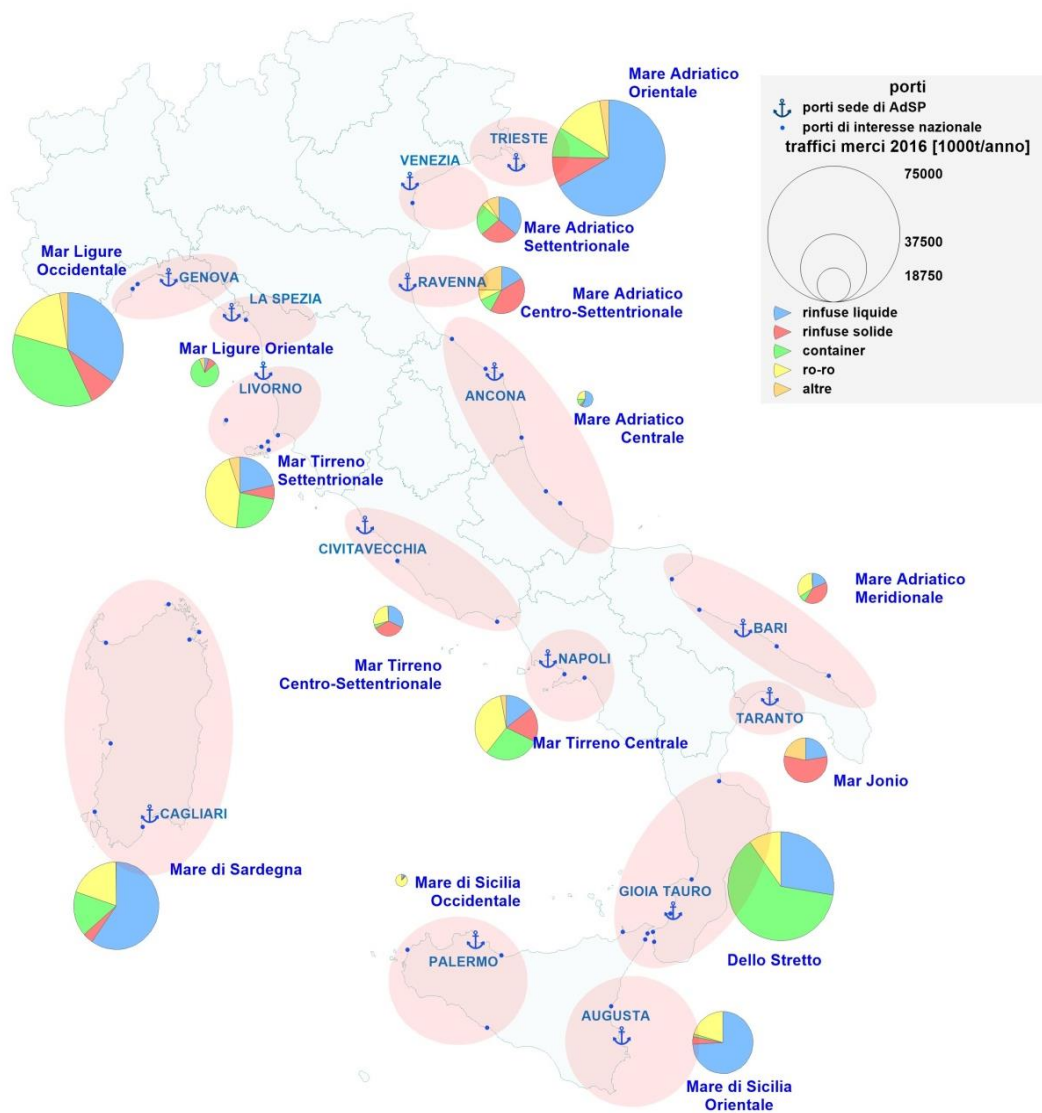 Mare Adriatico
Orientale
porti
porti sede di AdSP
porti di interesse nazionale
traffici merci 2016 [1000t/anno]
75000
37500
18750
rinfuse liquide
rinfuse solide
container
ro-ro
altre
TRIESTE
VENEZIA
Mare Adriatico
Settentrionale
Mar Ligure
Occidentale
GENOVA
RAVENNA
Mare Adriatico
Centro-Settentrionale
LA SPEZIA
Mar Ligure Orientale
LIVORNO
ANCONA
Mare Adriatico
Centrale
Mar Tirreno
Settentrionale
CIVITAVECCHIA
Mare Adriatico
Meridionale
BARI
Mar Tirreno
Centro-Settentrionale
NAPOLI
TARANTO
Mar Tirreno Centrale
Mar Jonio
CAGLIARI
Mare di Sardegna
Mare di Sicilia
Occidentale
GIOIA TAURO
PALERMO
Dello Stretto
AUGUSTA
Mare di Sicilia
Orientale